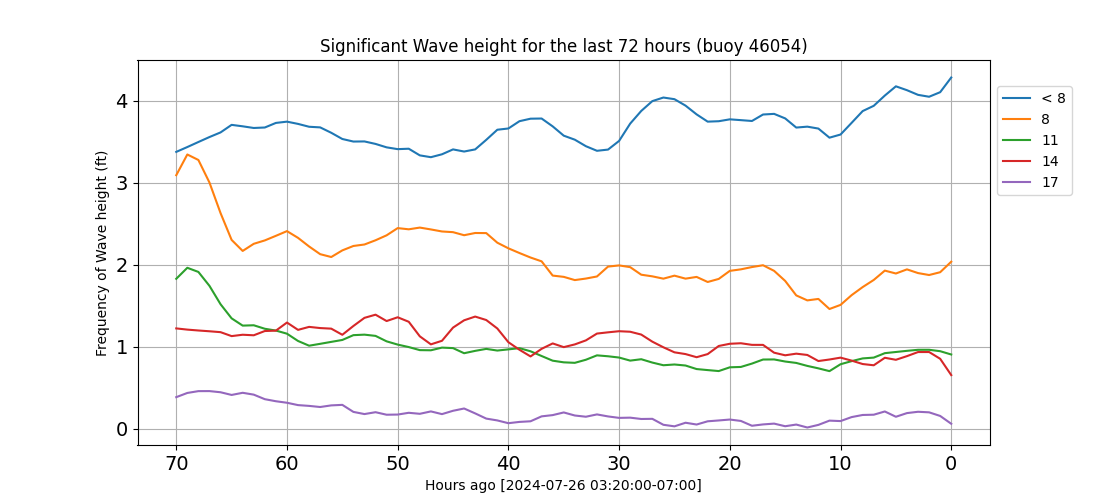 Significant Wave height for the last 72 hours (buoy 46054)
Frequency of Wave height (ft)
4
3
2
1
0
70 60 50 40 30 20 10 0
Hours ago [2024-07-26 03:20:00-07:00]
< 8
8
11
14
17